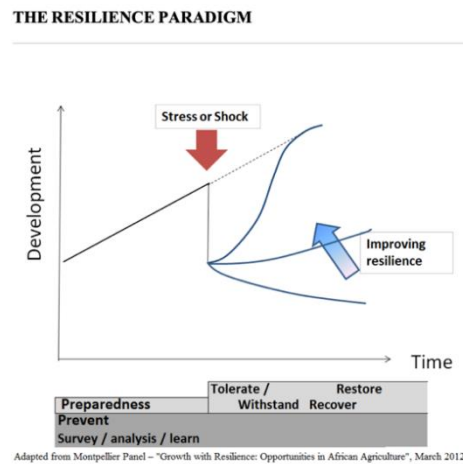 THE RESILIENCE PARADIGM
Stress or Shock
Development
Improving
resilience
Time
Tolerate / Restore
Preparedness Withstand Recover
Prevent
Survey / analysis / learn
Adapted from Montpellier Panel – "Growth with Resilience: Opportunities in African Agriculture", March 2012